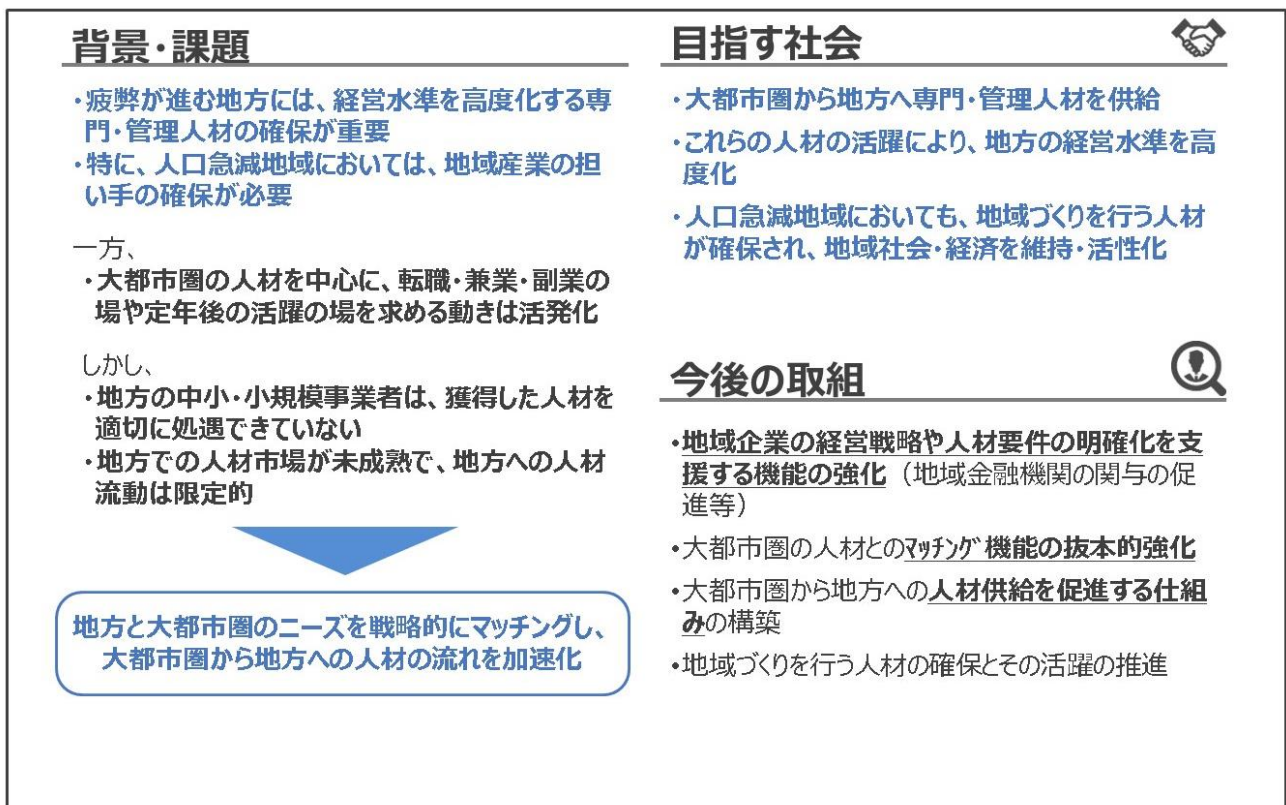 背景・課題
・疲弊が進む地方には、経営水準を高度化する専
門・管理人材の確保が重要
・特に、人口急減地域においては、地域産業の担
い手の確保が必要
一方、
・大都市圏の人材を中心に、転職・兼業・副業の
場や定年後の活躍の場を求める動きは活発化
しかし、
・地方の中小・小規模事業者は、獲得した人材を
適切に処遇できていない
・地方での人材市場が未成熟で、地方への人材
流動は限定的
地方と大都市圏のニーズを戦略的にマッチングし、
大都市圏から地方への人材の流れを加速化
目指す社会
・大都市圏から地方へ専門・管理人材を供給
・これらの人材の活躍により、地方の経営水準を高
度化
・人口急減地域においても、地域づくりを行う人材
が確保され、地域社会・経済を維持・活性化
今後の取組
・地域企業の経営戦略や人材要件の明確化を支
援する機能の強化（地域金融機関の関与の促
進等）
・大都市圏の人材とのﾏｯﾁﾝｸﾞ機能の抜本的強化
・大都市圏から地方への人材供給を促進する仕組
みの構築
・地域づくりを行う人材の確保とその活躍の推進